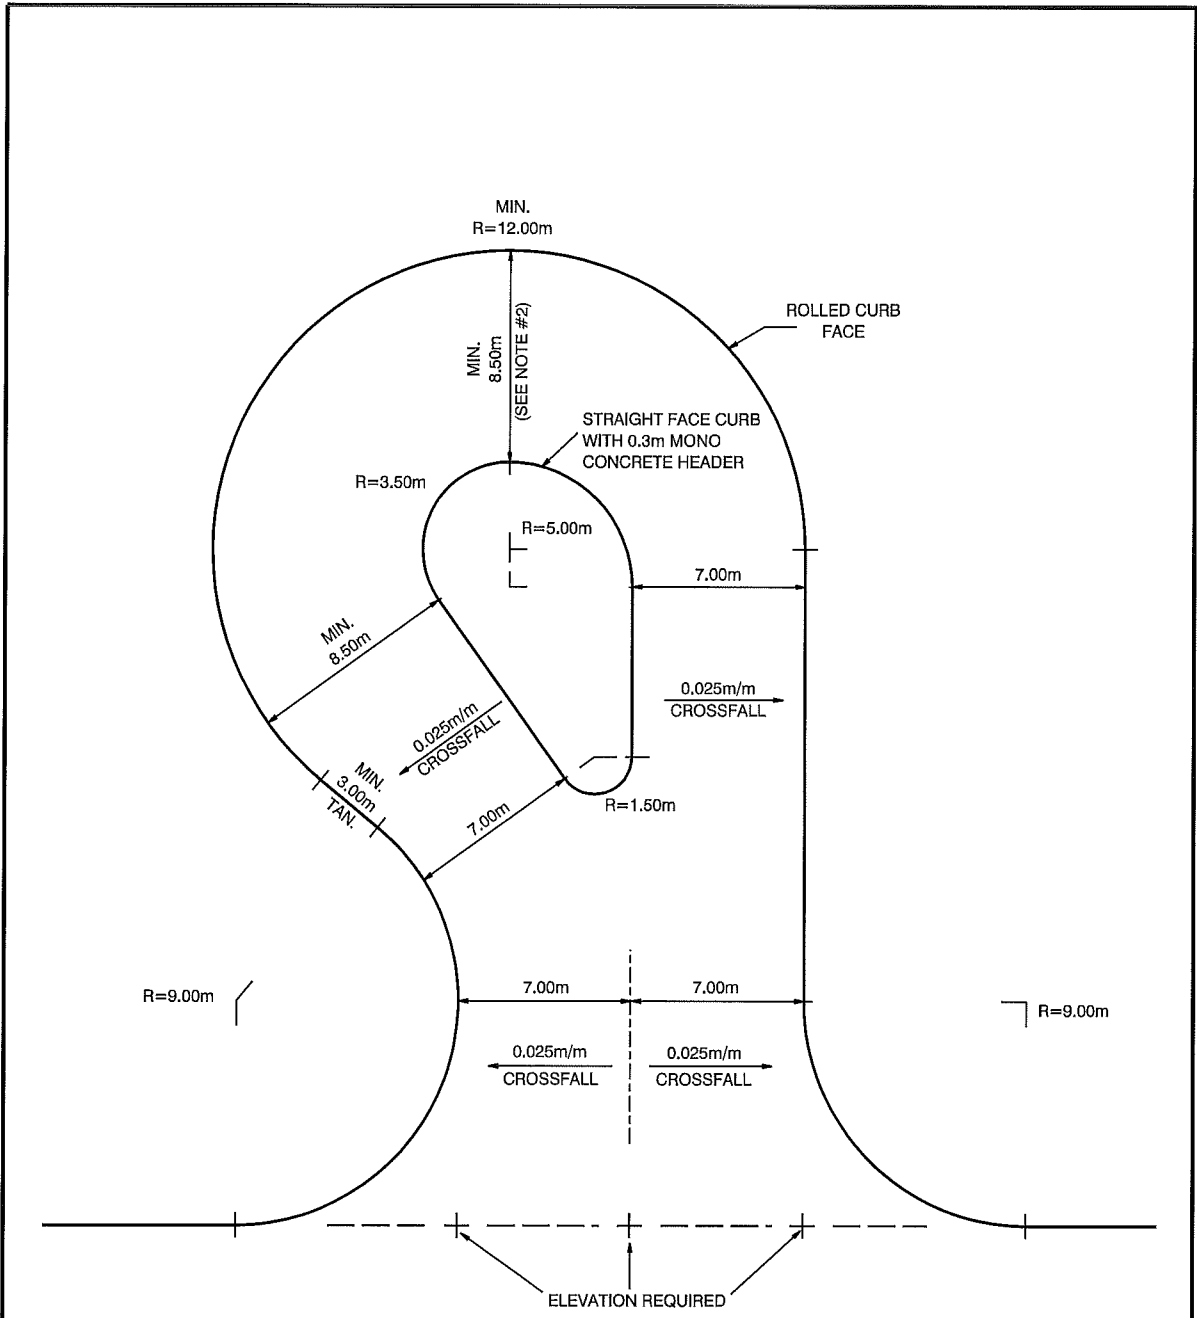 MIN.
R=12.00m
ROLLED CURB
FACE
MIN.
8.50m
(SEE NOTE #2)
STRAIGHT FACE CURB
WITH 0.3m MONO
CONCRETE HEADER
R=3.50m
R=5.00m
7.00m
MIN.
8.50m
0.025m/m
CROSSFALL
0.025m/m
CROSSFALL
MIN.
3.00m
TAN.
7.00m
R=1.50m
R=9.00m
7.00m
7.00m
R=9.00m
0.025m/m
CROSSFALL
0.025m/m
CROSSFALL
ELEVATION REQUIRED